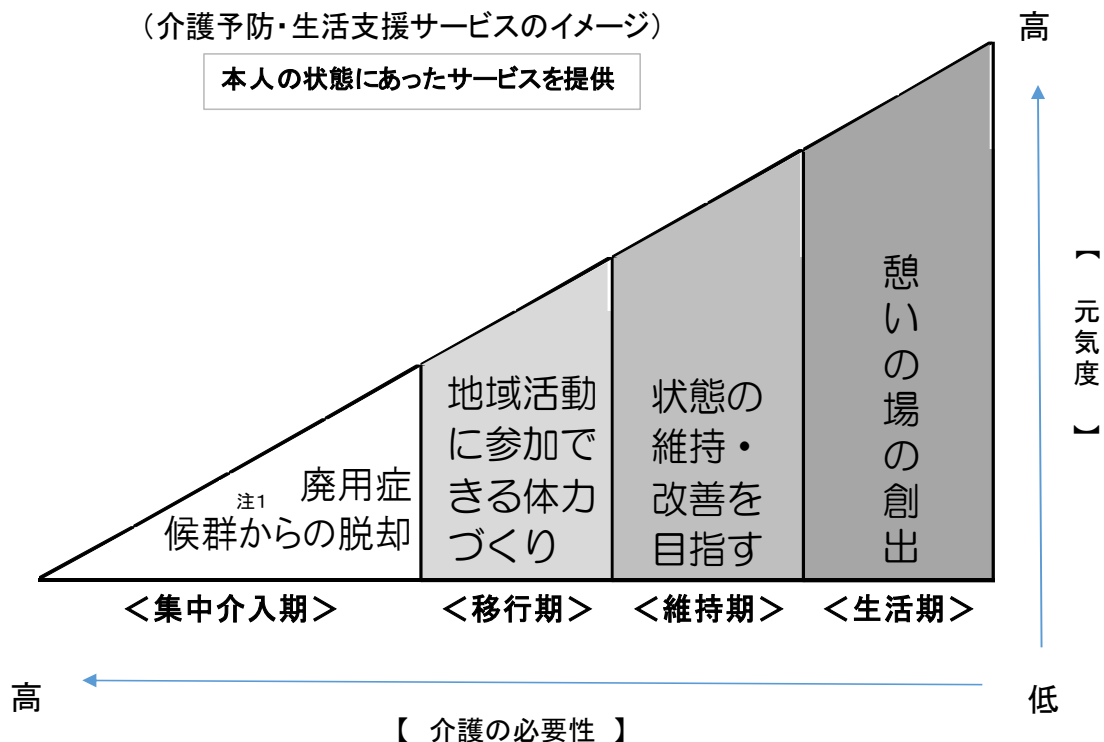 (介護予防・生活支援サービスのイメージ)
本人の状態にあったサービスを提供
高
【 元気度 】
憩いの場の創出
地域活動
に参加で
きる体力
づくり
状態の
維持・
改善を
目指す
注1
廃用症
候群からの脱却
<集中介入期>
<移行期>
<維持期>
<生活期>
高
低
【 介護の必要性 】